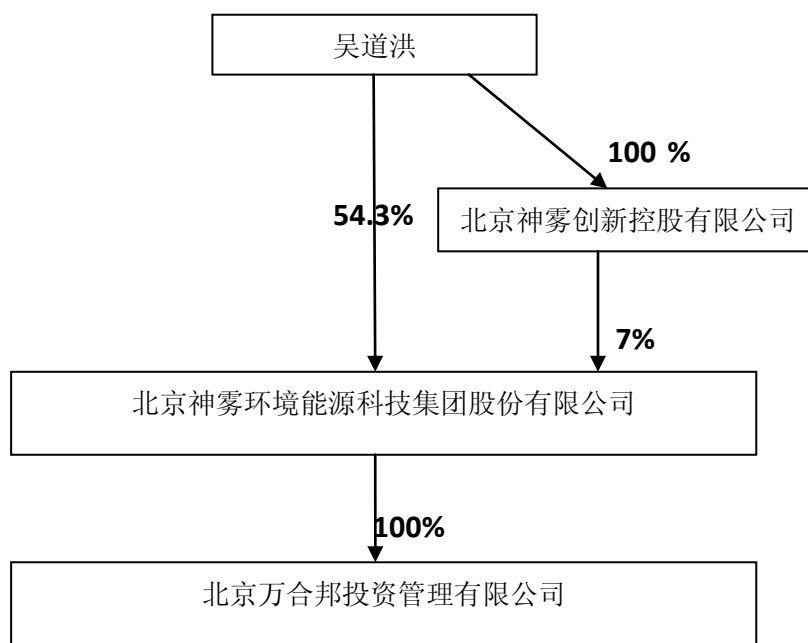 吴道洪
100 %
54.3%
北京神雾创新控股有限公司
7%
北京神雾环境能源科技集团股份有限公司
100%
北京万合邦投资管理有限公司